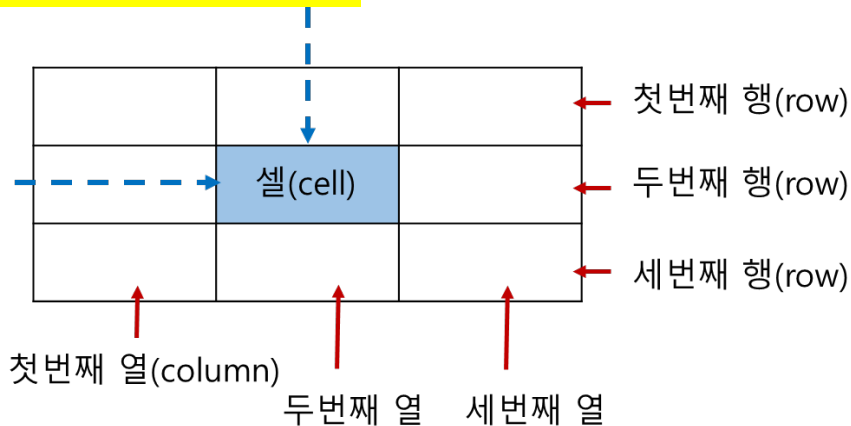 첫번째 행(row)
셀(cell)
두번째 행(row)
세번째 행(row)
첫번째 열(column)
두번째 열
세번째 열